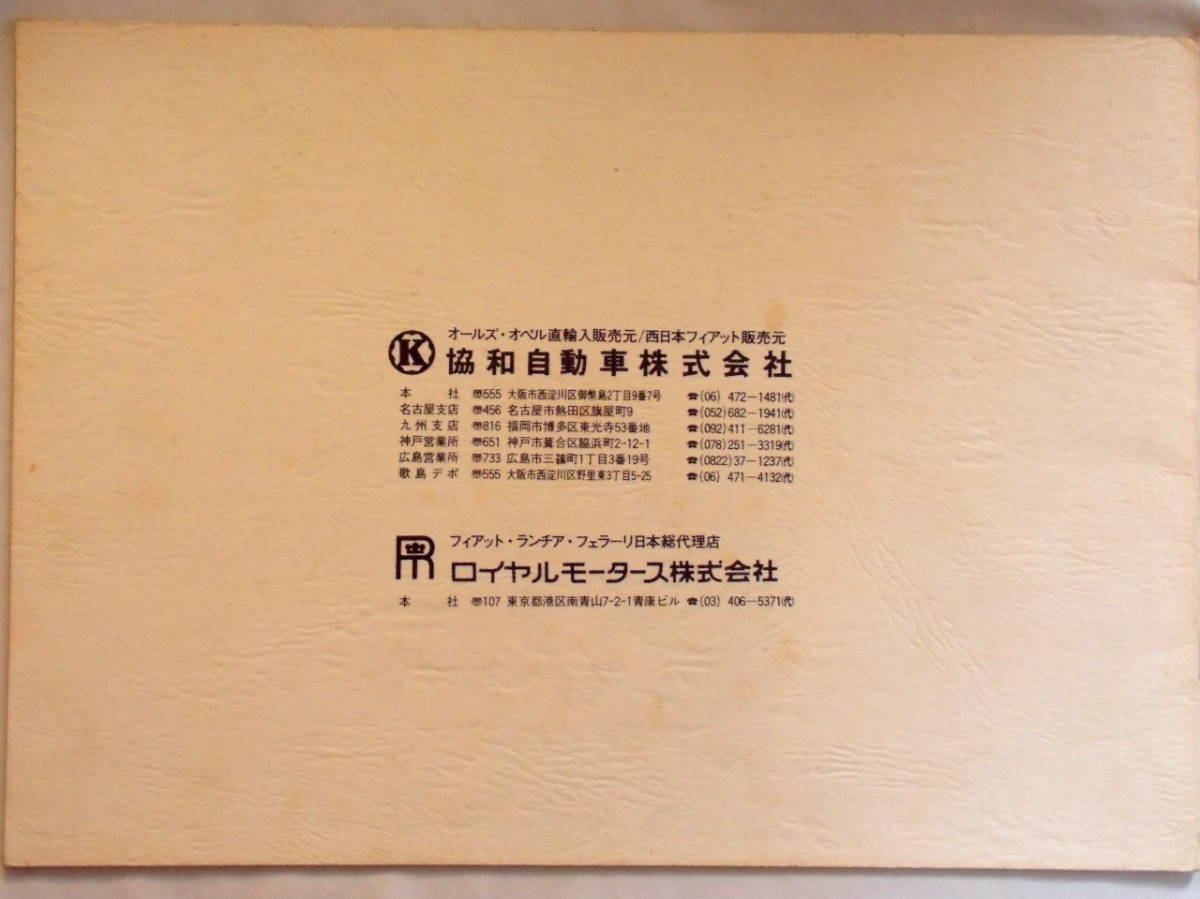 オールズ・オペル直輸入販売元/西日本フィアット販売元
K 協和自動車株式会社
本社 〠555 大阪市西淀川区御幣島2丁目9番7号 ☎(06) 472-1481(代)
名古屋支店 〠456 名古屋市熱田区旗屋町9 ☎(052)682-1941(代)
九州支店 〠816 福岡市博多区東光寺53番地 ☎(092)411-6281(代)
神戸営業所 〠651 神戸市葺合区脇浜町2-12-1 ☎(078)251-3319(代)
広島営業所 〠733 広島市三篠町1丁目3番19号 ☎(0822)37-1237(代)
歌島デポ 〠555 大阪市西淀川区野里東3丁目5-25 ☎(06) 471-4132(代)
フィアット・ランチア・フェラーリ日本総代理店
ロイヤルモータース株式会社
本社 〠107 東京都港区南青山7-2-1青康ビル ☎(03) 406-5371(代)